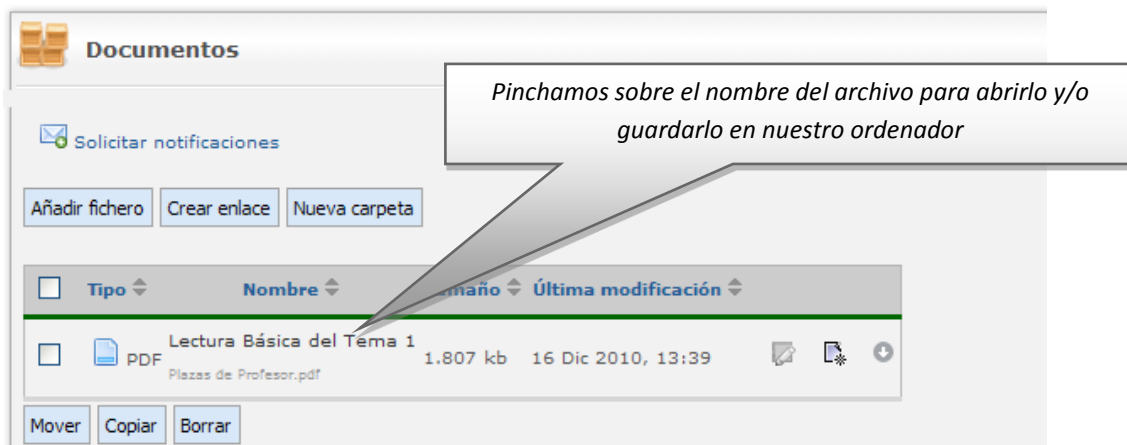 Documentos
Pinchamos sobre el nombre del archivo para abrirlo y/o
guardarlo en nuestro ordenador
Solicitar notificaciones
Añadir fichero Crear enlace Nueva carpeta
Tipo Nombre Tamaño Última modificación
PDF Lectura Básica del Tema 1 1.807 kb 16 Dic 2010, 13:39
Plazas de Profesor.pdf
Mover Copiar Borrar